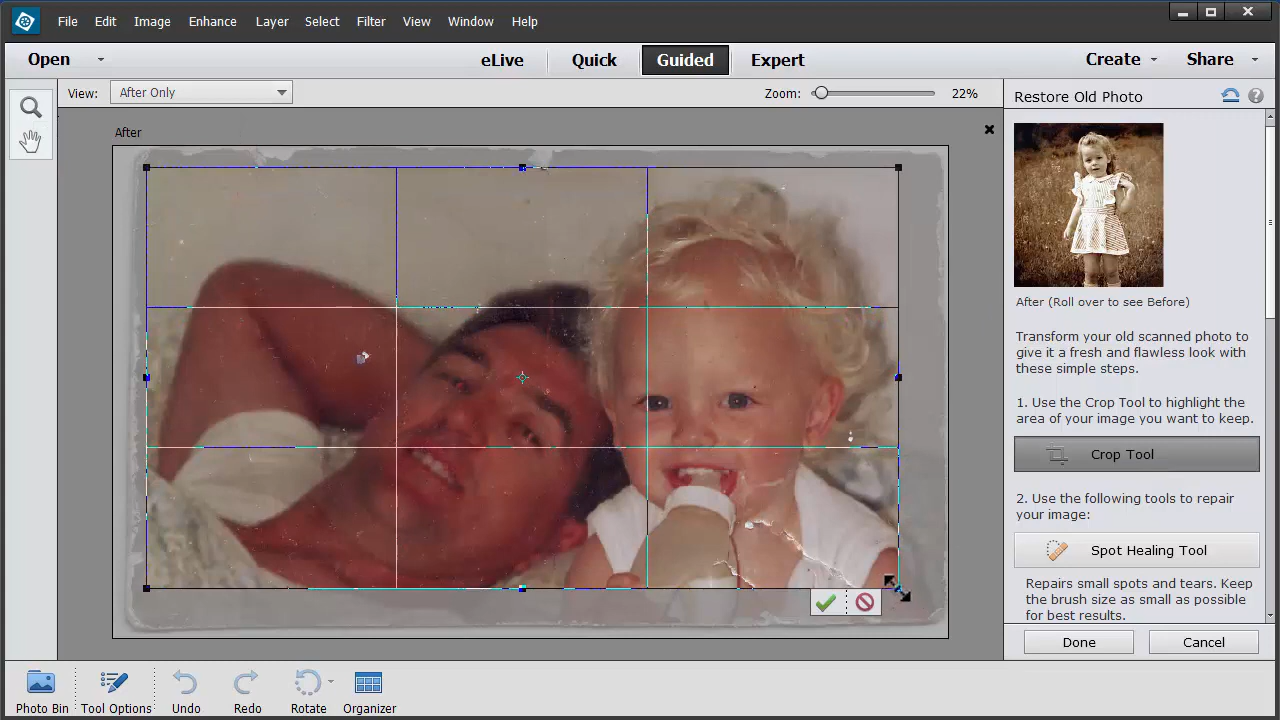 File Edit Image Enhance Layer Select Filter View Window Help
Open eLive Quick Guided Expert Create Share
View: After Only Zoom: 22%
Restore Old Photo
After
After (Roll over to see Before)
Transform your old scanned photo to
give it a fresh and flawless look with
these simple steps.
1. Use the Crop Tool to highlight the
area of your image you want to keep.
Crop Tool
2. Use the following tools to repair
your image:
Spot Healing Tool
Repairs small spots and tears. Keep
the brush size as small as possible
for best results.
Done Cancel
Photo Bin Tool Options Undo Redo Rotate Organizer